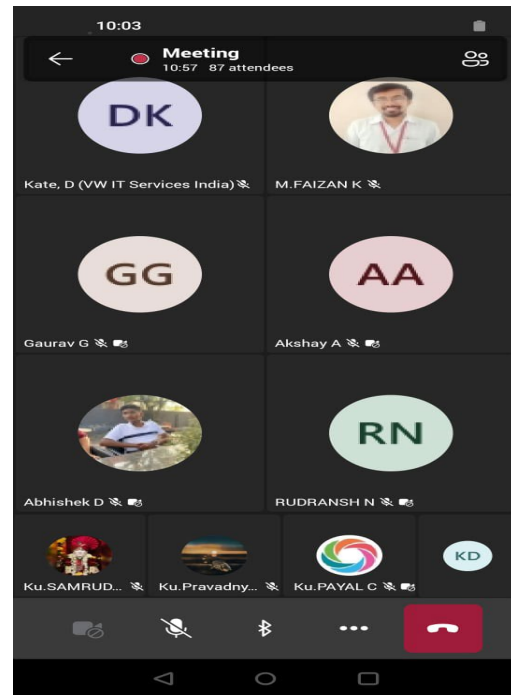 10:03
Meeting
10:57 87 attendees
DK
Kate, D (VW IT Services India)
M.FAIZAN K
GG
AA
Gaurav G
Akshay A
RN
Abhishek D
RUDRANSH N
KD
Ku.SAMRUD...
Ku.Pravadny...
Ku.PAYAL C